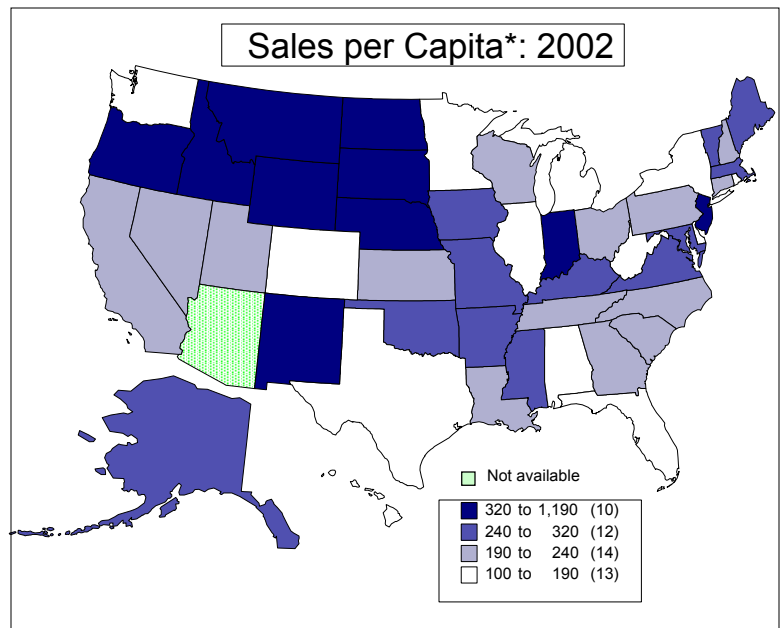 Sales per Capita*: 2002
Not available
320 to 1,190 (10)
240 to 320 (12)
190 to 240 (14)
100 to 190 (13)